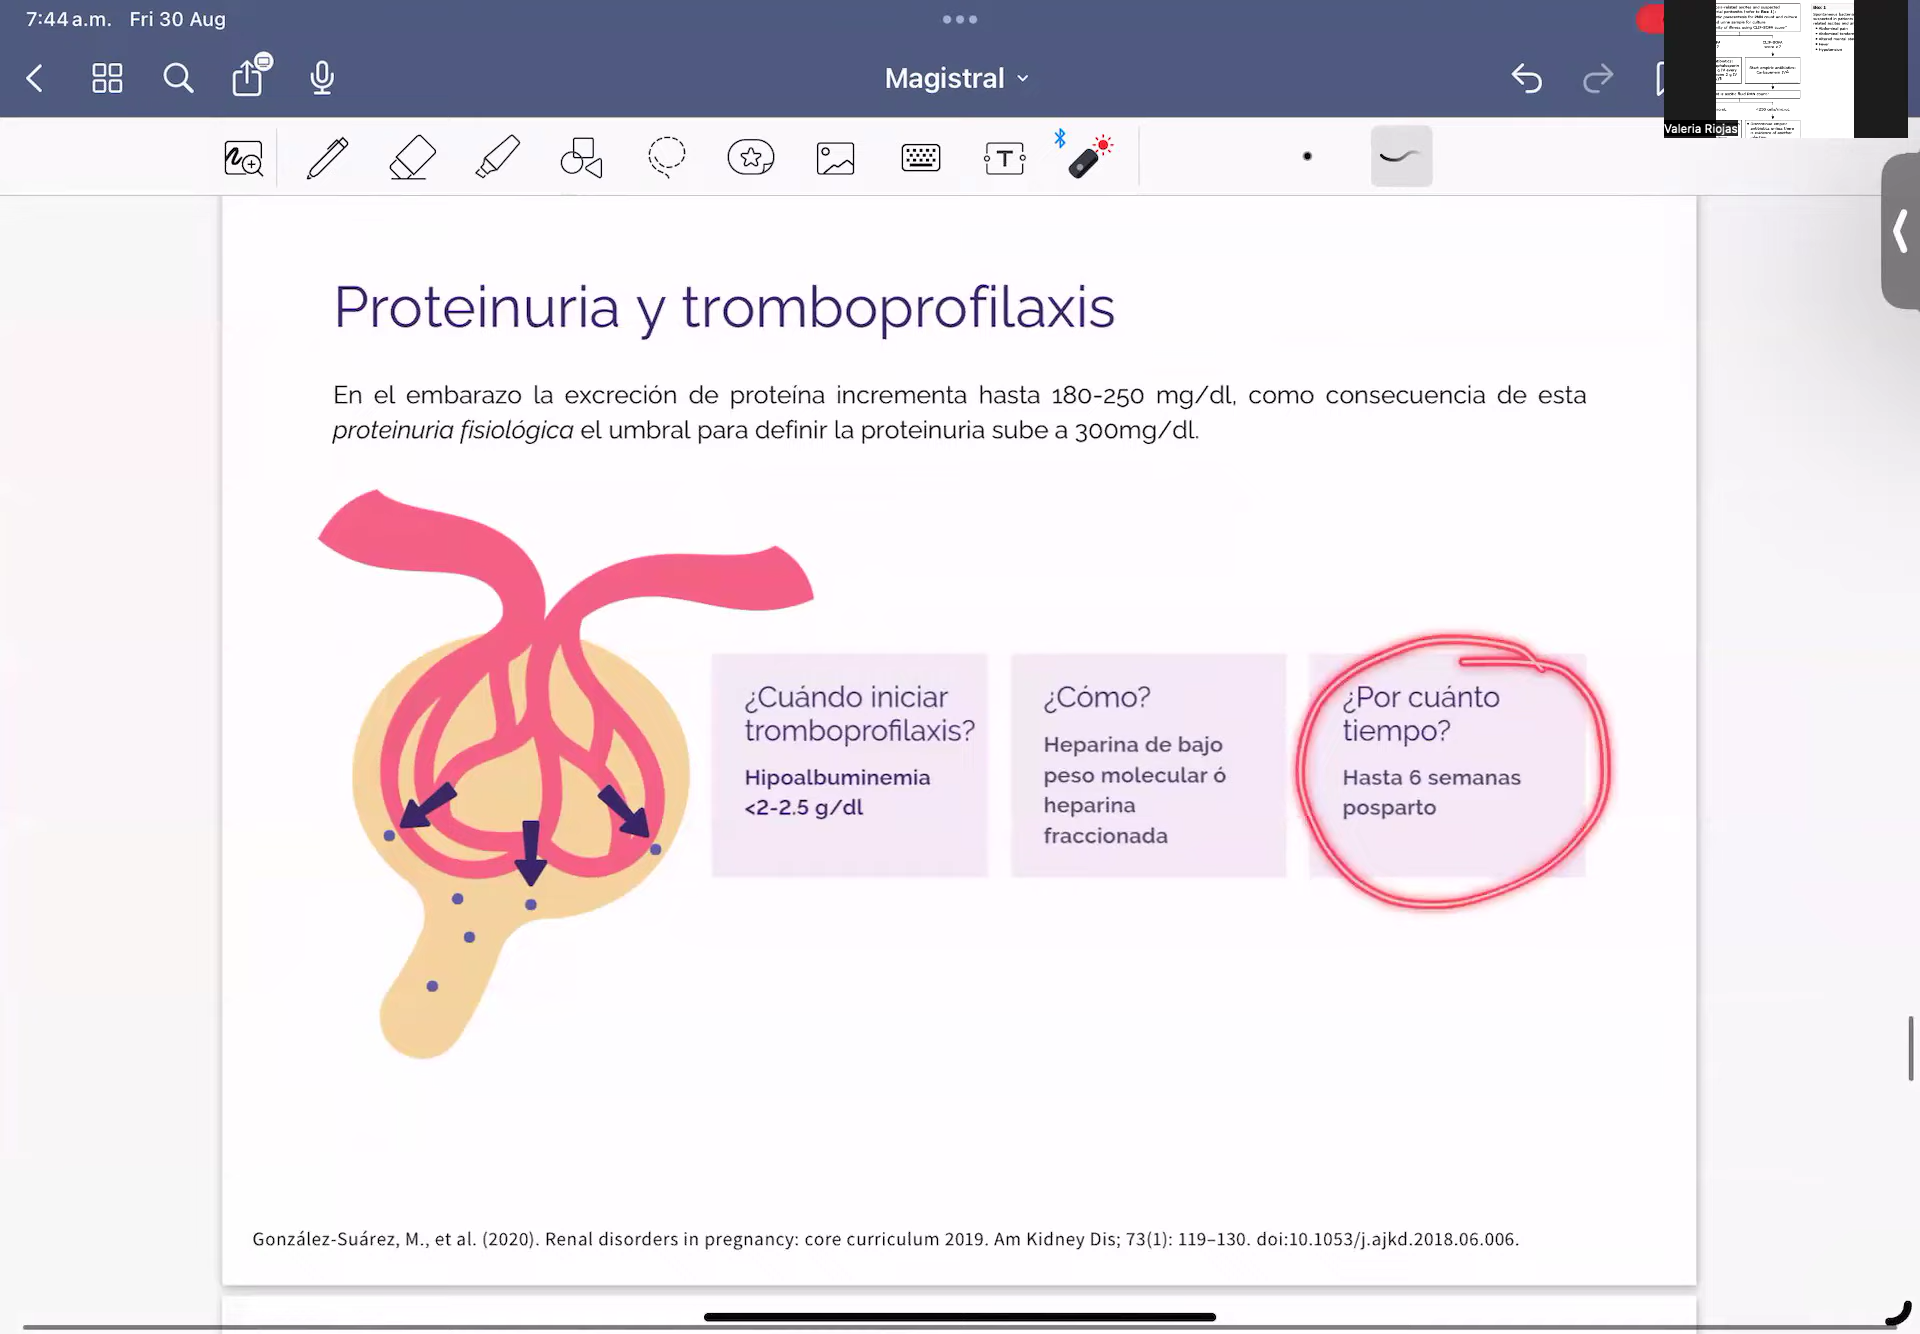 7:44 a.m. Fri 30 Aug
Magistral
Valeria Riojas
Box 1
T
Proteinuria y tromboprofilaxis
En el embarazo la excreción de proteína incrementa hasta 180-250 mg/dl, como consecuencia de esta
proteinuria fisiológica el umbral para definir la proteinuria sube a 300mg/dl.
¿Cuándo iniciar
tromboprofilaxis?
Hipoalbuminemia
<2-2.5 g/dl
¿Cómo?
Heparina de bajo
peso molecular ó
heparina
fraccionada
¿Por cuánto
tiempo?
Hasta 6 semanas
posparto
González-Suárez, M., et al. (2020). Renal disorders in pregnancy: core curriculum 2019. Am Kidney Dis; 73(1): 119–130. doi:10.1053/j.ajkd.2018.06.006.